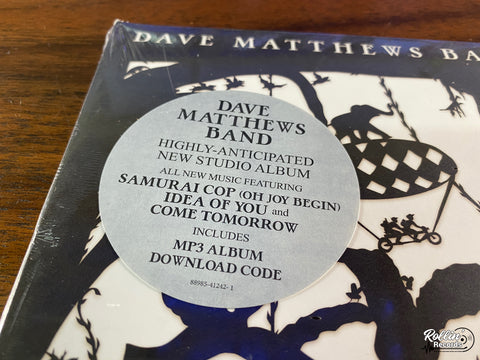 DAVE MATTHEWS BA
DAVE
MATTHEWS
BAND
HIGHLY-ANTICIPATED
NEW STUDIO ALBUM
ALL NEW MUSIC FEATURING
SAMURAI COP (OH JOY BEGIN)
IDEA OF YOU and
COME TOMORROW
INCLUDES
MP3 ALBUM
DOWNLOAD CODE
88985-41242-1
Rollin'
Records